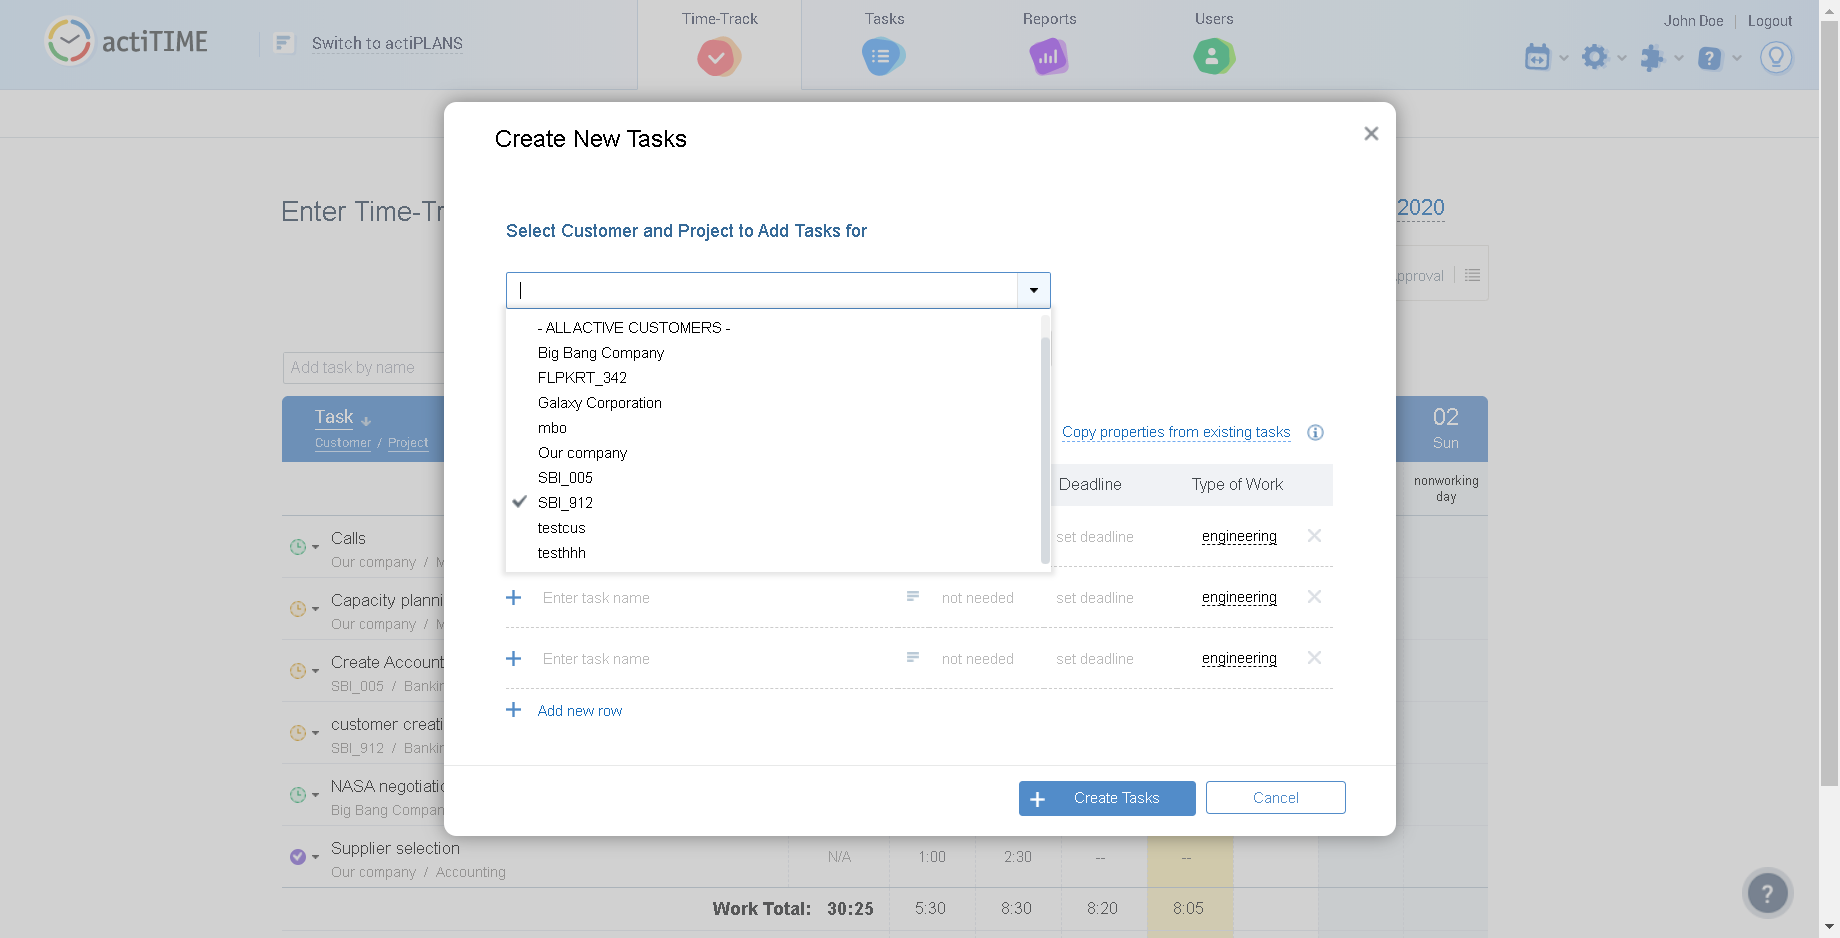 actiTIME
Switch to actiPLANS
Time-Track
Tasks
Reports
Users
John Doe
Logout
Create New Tasks
Enter Time-Tr
2020
Select Customer and Project to Add Tasks for
pproval
- ALL ACTIVE CUSTOMERS -
Big Bang Company
FLPKRT_342
Galaxy Corporation
mbo
Our company
SBI_005
SBI_912
testcus
testhhh
Add task by name
Task
Customer / Project
02
Sun
Copy properties from existing tasks
Deadline
Type of Work
nonworking
day
set deadline
engineering
Enter task name
not needed
set deadline
engineering
Enter task name
not needed
set deadline
engineering
Add new row
Calls
Our company / M
Capacity planni
Our company / M
Create Account
SBI_005 / Bankin
customer creati
SBI_912 / Bankin
NASA negotiatio
Big Bang Compan
Create Tasks
Cancel
Supplier selection
Our company / Accounting
N/A
1:00
2:30
--
--
Work Total: 30:25
5:30
8:30
8:20
8:05
?